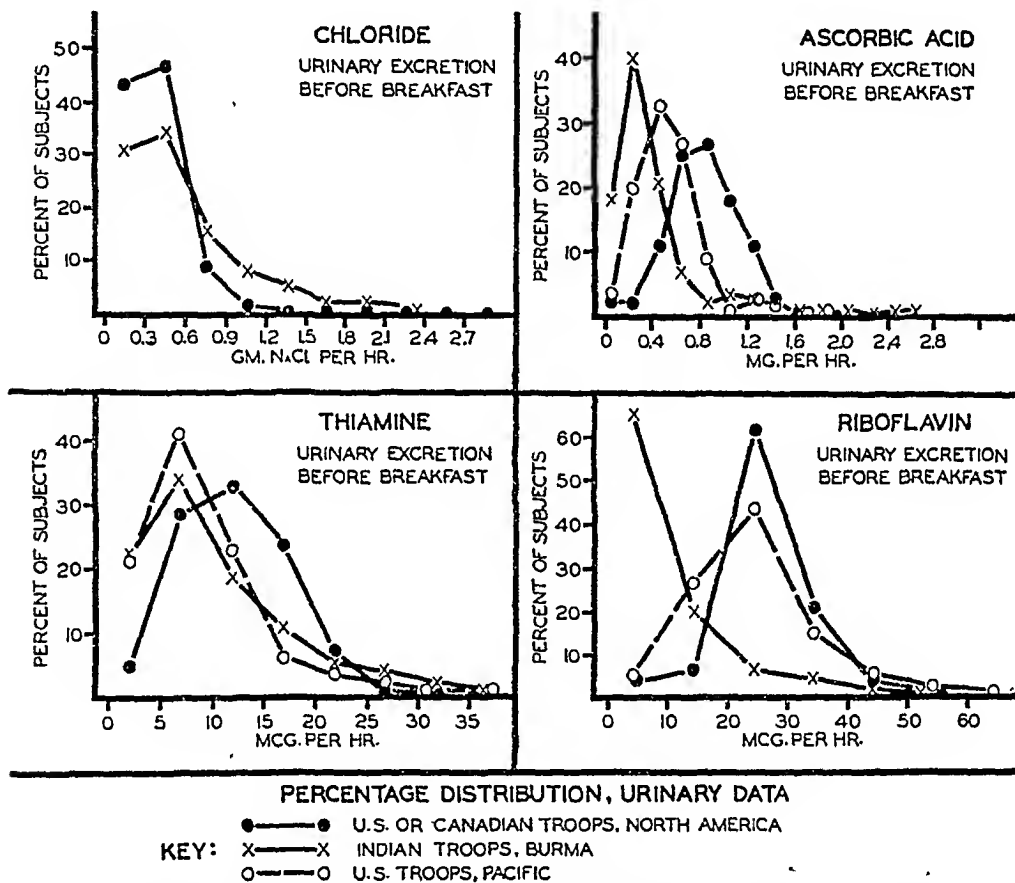 CHLORIDE
URINARY EXCRETION
BEFORE BREAKFAST
PERCENT OF SUBJECTS
50
40
30
20
10
0 0.3 0.6 0.9 1.2 1.5 1.8 2.1 2.4 2.7
GM. NaCl PER HR.
ASCORBIC ACID
URINARY EXCRETION
BEFORE BREAKFAST
PERCENT OF SUBJECTS
40
30
20
10
0 0.4 0.8 1.2 1.6 2.0 2.4 2.8
MG. PER HR.
THIAMINE
URINARY EXCRETION
BEFORE BREAKFAST
PERCENT OF SUBJECTS
40
30
20
10
0 5 10 15 20 25 30 35
MCG. PER HR.
RIBOFLAVIN
URINARY EXCRETION
BEFORE BREAKFAST
PERCENT OF SUBJECTS
60
50
40
30
20
10
0 10 20 30 40 50 60
MCG. PER HR.
PERCENTAGE DISTRIBUTION, URINARY DATA
KEY:
U.S. OR CANADIAN TROOPS, NORTH AMERICA
INDIAN TROOPS, BURMA
U.S. TROOPS, PACIFIC